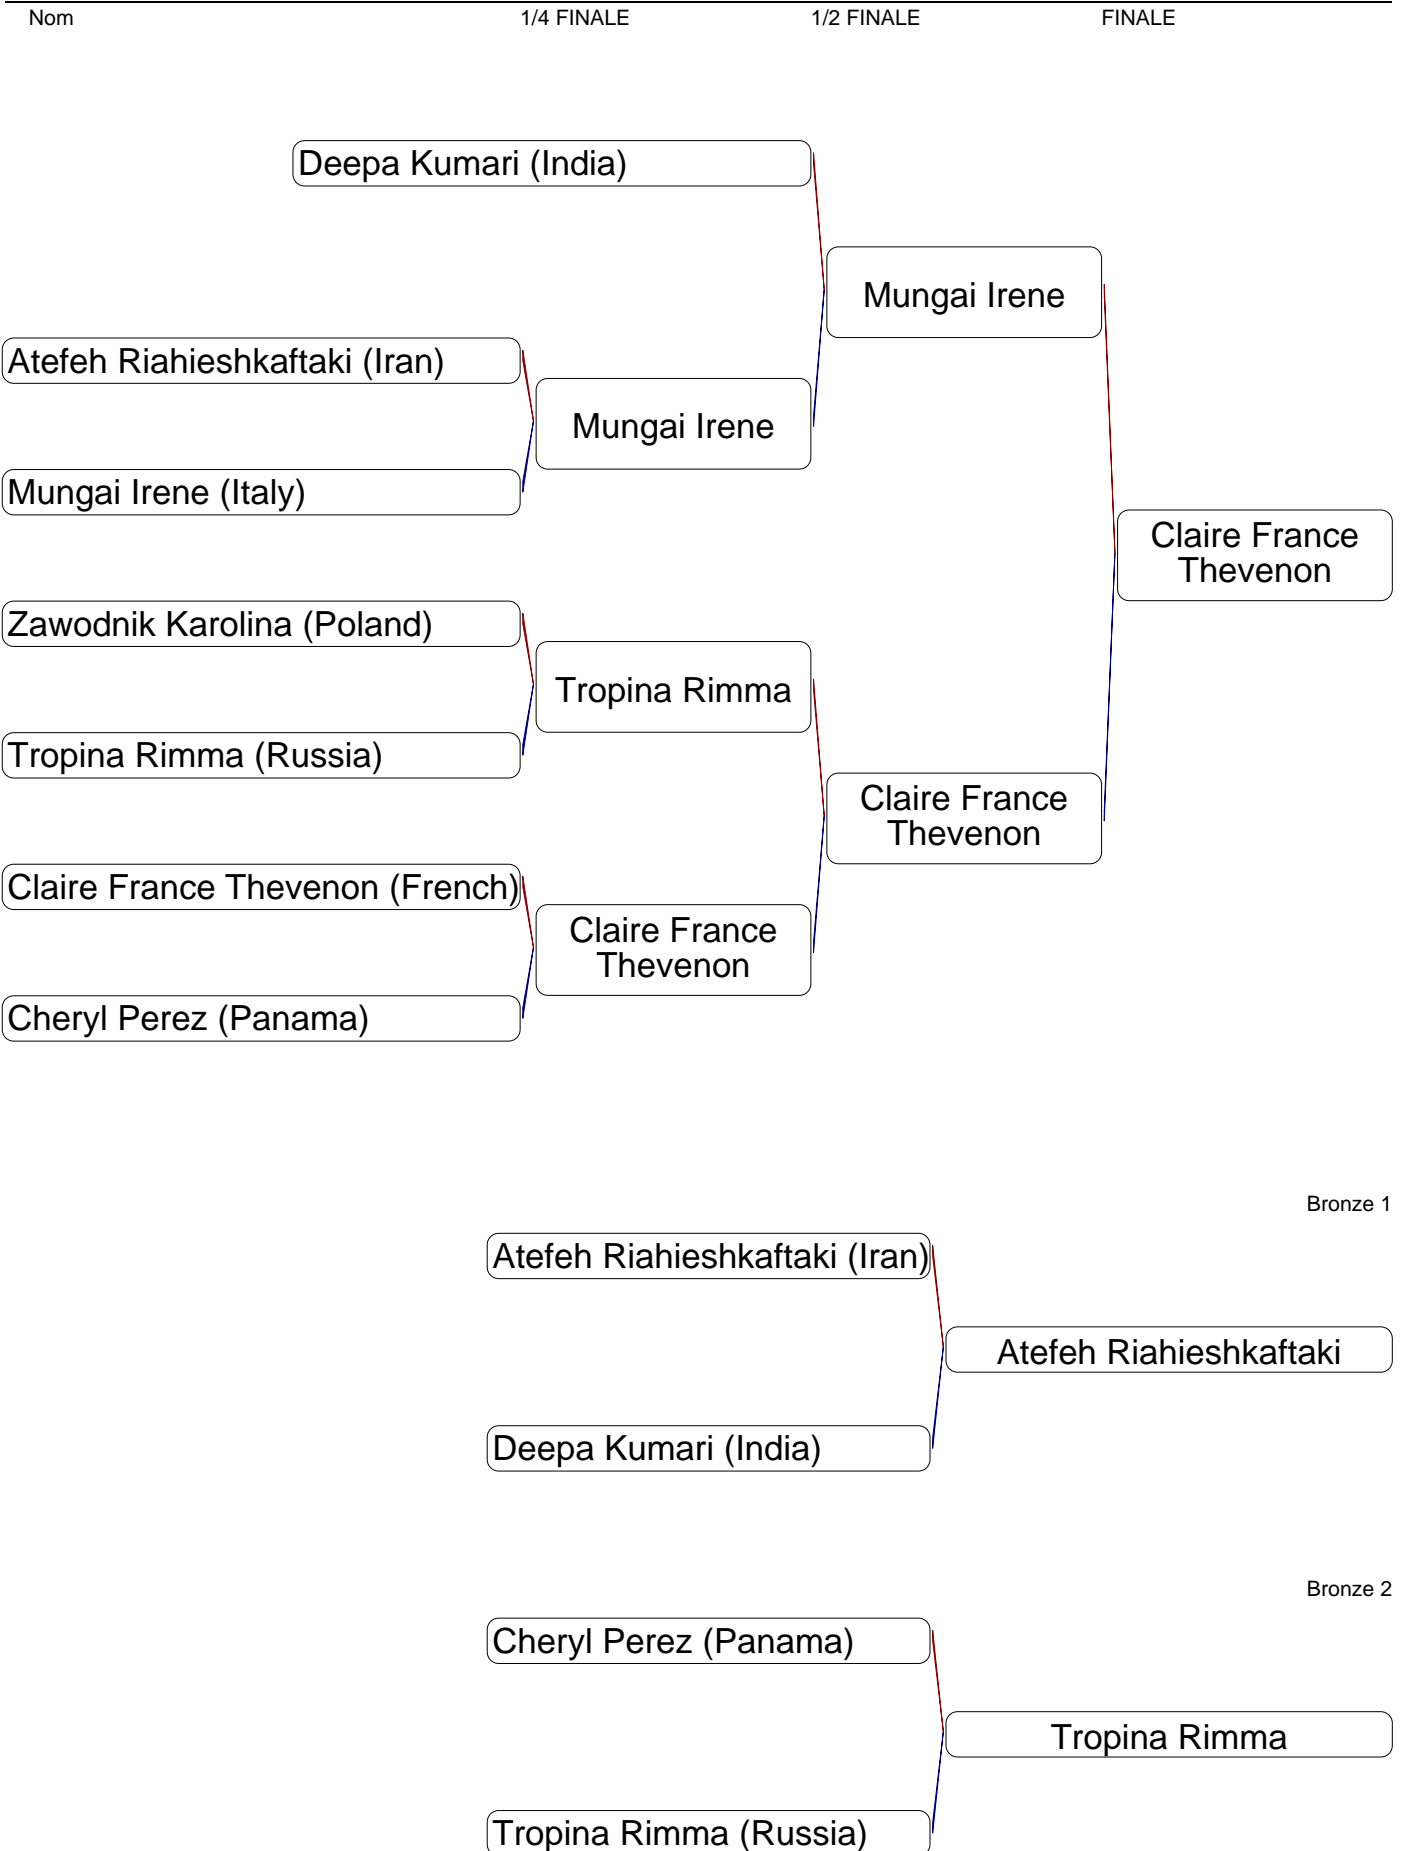 Nom 1/4 FINALE 1/2 FINALE FINALE
Deepa Kumari (India)
Mungai Irene
Atefeh Riahieshkaftaki (Iran)
Mungai Irene
Mungai Irene (Italy)
Claire France
Thevenon
Zawodnik Karolina (Poland)
Tropina Rimma
Tropina Rimma (Russia)
Claire France
Thevenon
Claire France Thevenon (French)
Claire France
Thevenon
Cheryl Perez (Panama)
Bronze 1
Atefeh Riahieshkaftaki (Iran)
Atefeh Riahieshkaftaki
Deepa Kumari (India)
Bronze 2
Cheryl Perez (Panama)
Tropina Rimma
Tropina Rimma (Russia)